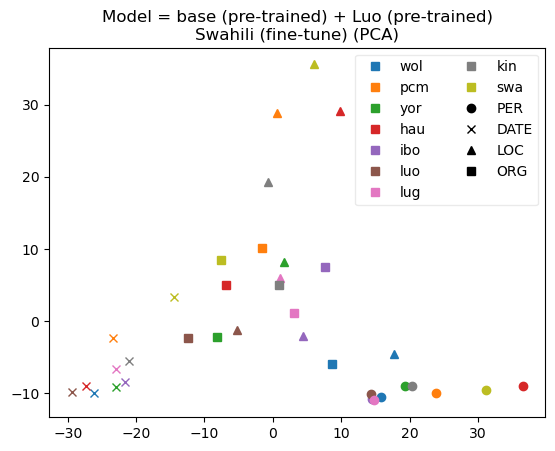 Model = base (pre-trained) + Luo (pre-trained)
Swahili (fine-tune) (PCA)
wol
pcm
yor
hau
ibo
luo
lug
kin
swa
PER
DATE
LOC
ORG
30
20
10
0
−10
−30
−20
−10
0
10
20
30